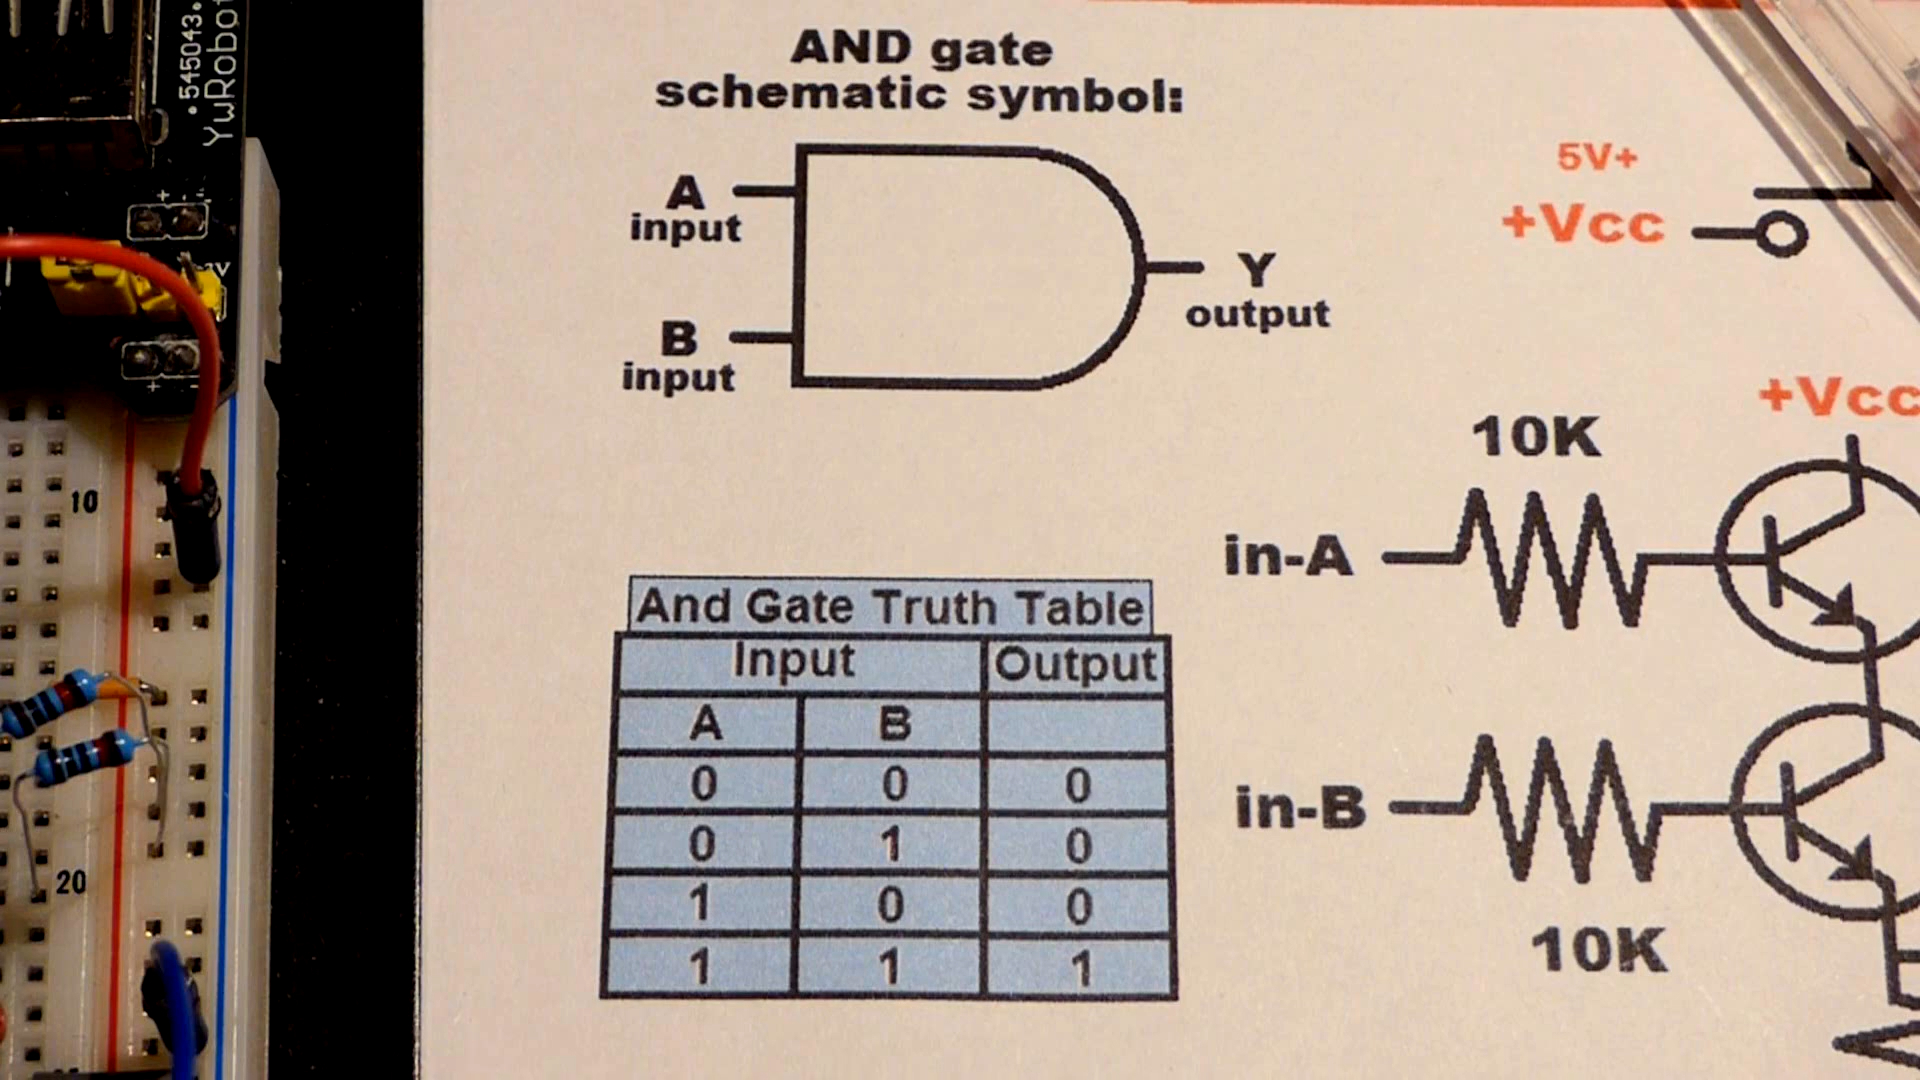 ·545043.
YwRobot
+
+ -
10
20
AND gate
schematic symbol:
A
input
B
input
Y
output
5V+
+Vcc
+Vcc
10K
in-A
in-B
10K
And Gate Truth Table
Input Output
A B
0 0 0
0 1 0
1 0 0
1 1 1